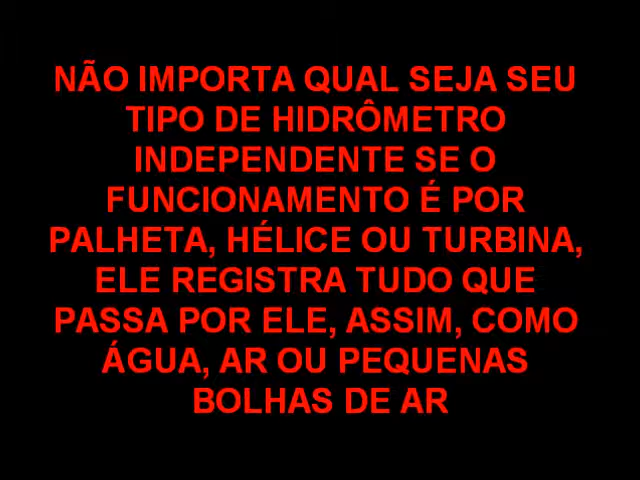 NÃO IMPORTA QUAL SEJA SEU
TIPO DE HIDRÔMETRO
INDEPENDENTE SE O
FUNCIONAMENTO É POR
PALHETA, HÉLICE OU TURBINA,
ELE REGISTRA TUDO QUE
PASSA POR ELE, ASSIM, COMO
ÁGUA, AR OU PEQUENAS
BOLHAS DE AR